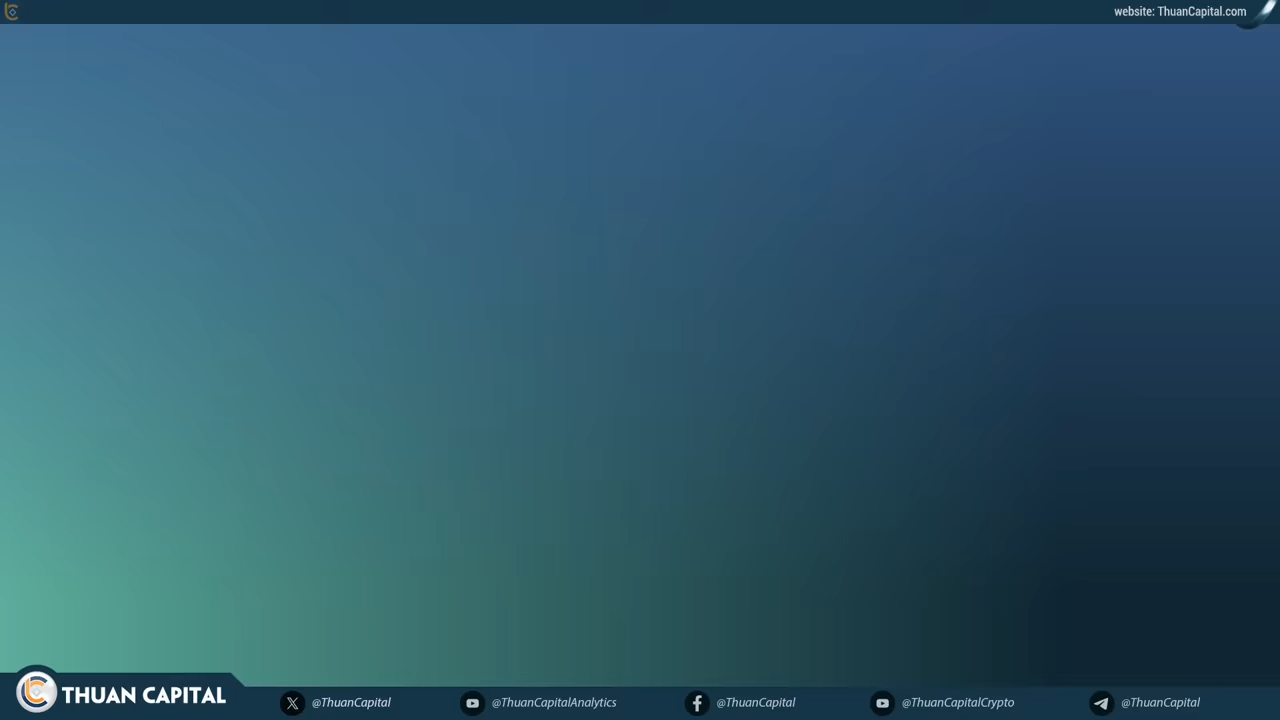 website: ThuanCapital.com
THUAN CAPITAL
@ThuanCapital
@ThuanCapitalAnalytics
@ThuanCapital
@ThuanCapitalCrypto
@ThuanCapital